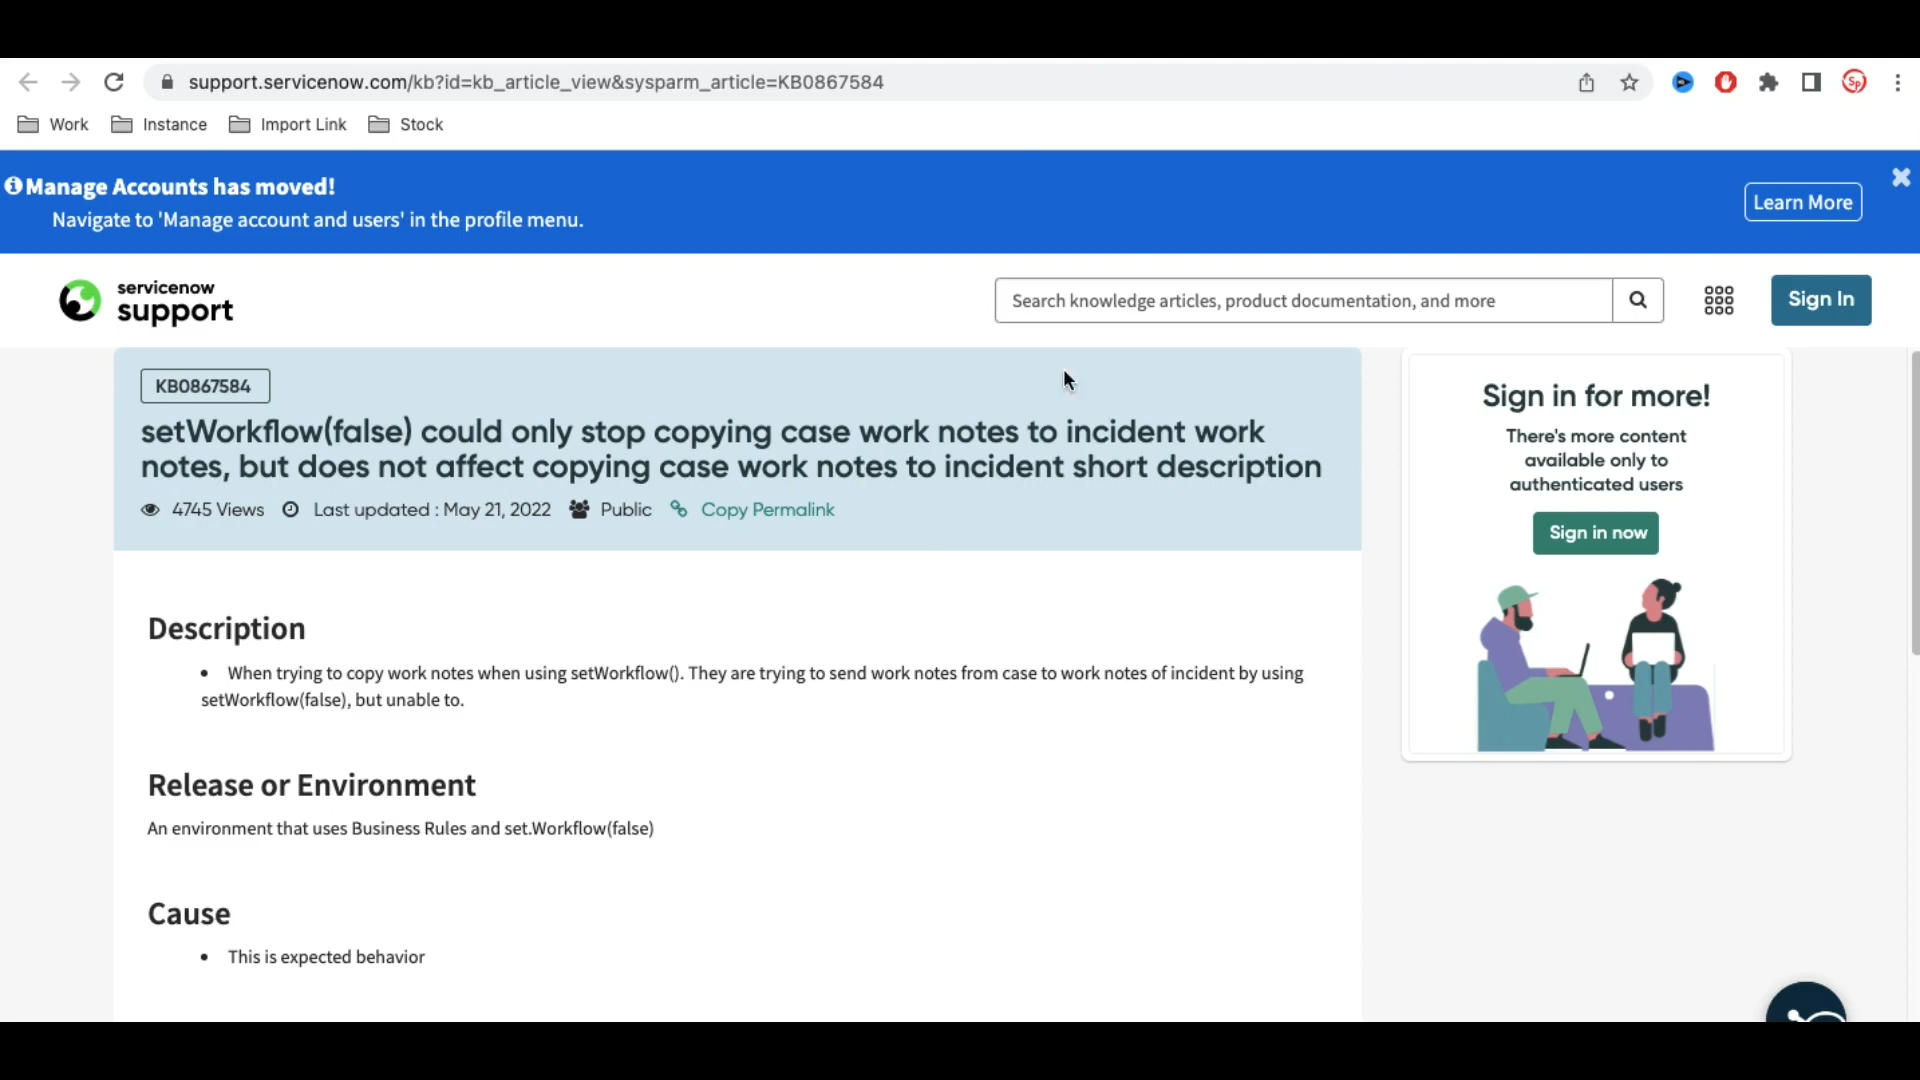 support.servicenow.com/kb?id=kb_article_view&sysparm_article=KB0867584
Sp
Work Instance Import Link Stock
Manage Accounts has moved!
Navigate to 'Manage account and users' in the profile menu.
Learn More
servicenow
support
Search knowledge articles, product documentation, and more
Sign In
KB0867584
setWorkflow(false) could only stop copying case work notes to incident work
notes, but does not affect copying case work notes to incident short description
4745 Views Last updated : May 21, 2022 Public Copy Permalink
Sign in for more!
There's more content
available only to
authenticated users
Sign in now
Description
• When trying to copy work notes when using setWorkflow(). They are trying to send work notes from case to work notes of incident by using
setWorkflow(false), but unable to.
Release or Environment
An environment that uses Business Rules and set.Workflow(false)
Cause
• This is expected behavior